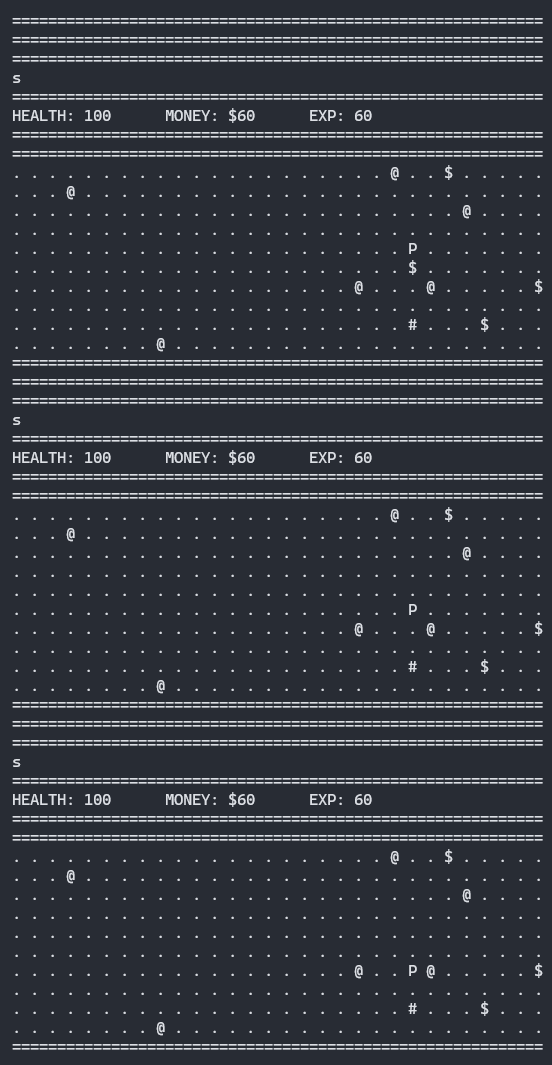 ===========================================================
===========================================================
===========================================================
s
===========================================================
HEALTH: 100      MONEY: $60      EXP: 60
===========================================================
===========================================================
. . . . . . . . . . . . . . . . . . . . . @ . . $ . . . . .
. . . @ . . . . . . . . . . . . . . . . . . . . . . . . . .
. . . . . . . . . . . . . . . . . . . . . . . . . @ . . . .
. . . . . . . . . . . . . . . . . . . . . . . . . . . . . .
. . . . . . . . . . . . . . . . . . . . . . P . . . . . . .
. . . . . . . . . . . . . . . . . . . . . . $ . . . . . . .
. . . . . . . . . . . . . . . . . . . @ . . . @ . . . . . $
. . . . . . . . . . . . . . . . . . . . . . . . . . . . . .
. . . . . . . . . . . . . . . . . . . . . . # . . . $ . . .
. . . . . . . . @ . . . . . . . . . . . . . . . . . . . . .
===========================================================
===========================================================
===========================================================
s
===========================================================
HEALTH: 100      MONEY: $60      EXP: 60
===========================================================
===========================================================
. . . . . . . . . . . . . . . . . . . . . @ . . $ . . . . .
. . . @ . . . . . . . . . . . . . . . . . . . . . . . . . .
. . . . . . . . . . . . . . . . . . . . . . . . . @ . . . .
. . . . . . . . . . . . . . . . . . . . . . . . . . . . . .
. . . . . . . . . . . . . . . . . . . . . . . . . . . . . .
. . . . . . . . . . . . . . . . . . . . . . P . . . . . . .
. . . . . . . . . . . . . . . . . . . @ . . . @ . . . . . $
. . . . . . . . . . . . . . . . . . . . . . . . . . . . . .
. . . . . . . . . . . . . . . . . . . . . . # . . . $ . . .
. . . . . . . . @ . . . . . . . . . . . . . . . . . . . . .
===========================================================
===========================================================
===========================================================
s
===========================================================
HEALTH: 100      MONEY: $60      EXP: 60
===========================================================
===========================================================
. . . . . . . . . . . . . . . . . . . . . @ . . $ . . . . .
. . . @ . . . . . . . . . . . . . . . . . . . . . . . . . .
. . . . . . . . . . . . . . . . . . . . . . . . . @ . . . .
. . . . . . . . . . . . . . . . . . . . . . . . . . . . . .
. . . . . . . . . . . . . . . . . . . . . . . . . . . . . .
. . . . . . . . . . . . . . . . . . . . . . . . . . . . . .
. . . . . . . . . . . . . . . . . . . @ . . P @ . . . . . $
. . . . . . . . . . . . . . . . . . . . . . . . . . . . . .
. . . . . . . . . . . . . . . . . . . . . . # . . . $ . . .
. . . . . . . . @ . . . . . . . . . . . . . . . . . . . . .
===========================================================